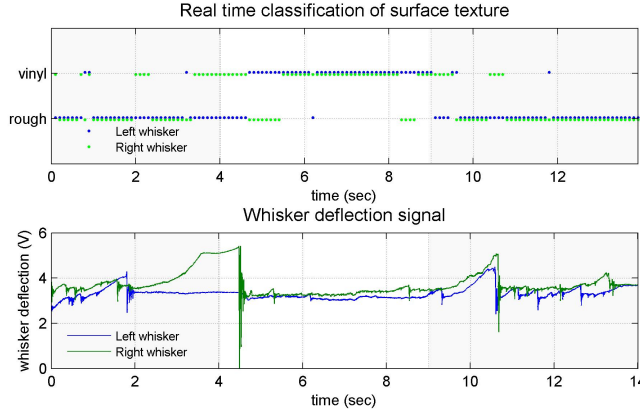 Real time classification of surface texture
vinyl
rough
Left whisker
Right whisker
0 2 4 6 8 10 12
time (sec)
Whisker deflection signal
whisker deflection (V)
6
4
2
0
Left whisker
Right whisker
0 2 4 6 8 10 12 14
time (sec)